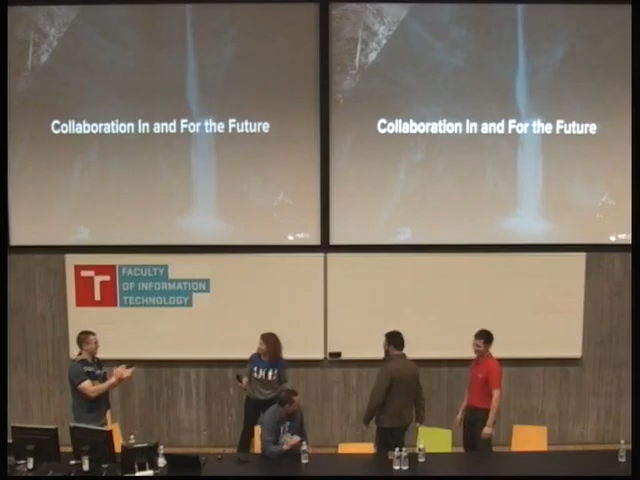 Collaboration In and For the Future
Collaboration In and For the Future
T
FACULTY
OF INFORMATION
TECHNOLOGY